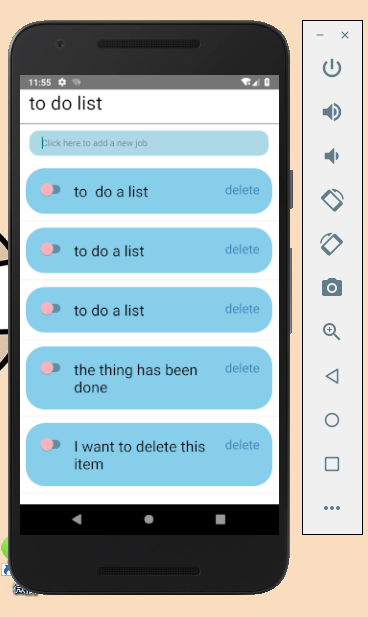 11:55
to do list
Click here to add a new job
to  do a list
delete
to do a list
delete
to do a list
delete
the thing has been
done
delete
I want to delete this
item
delete